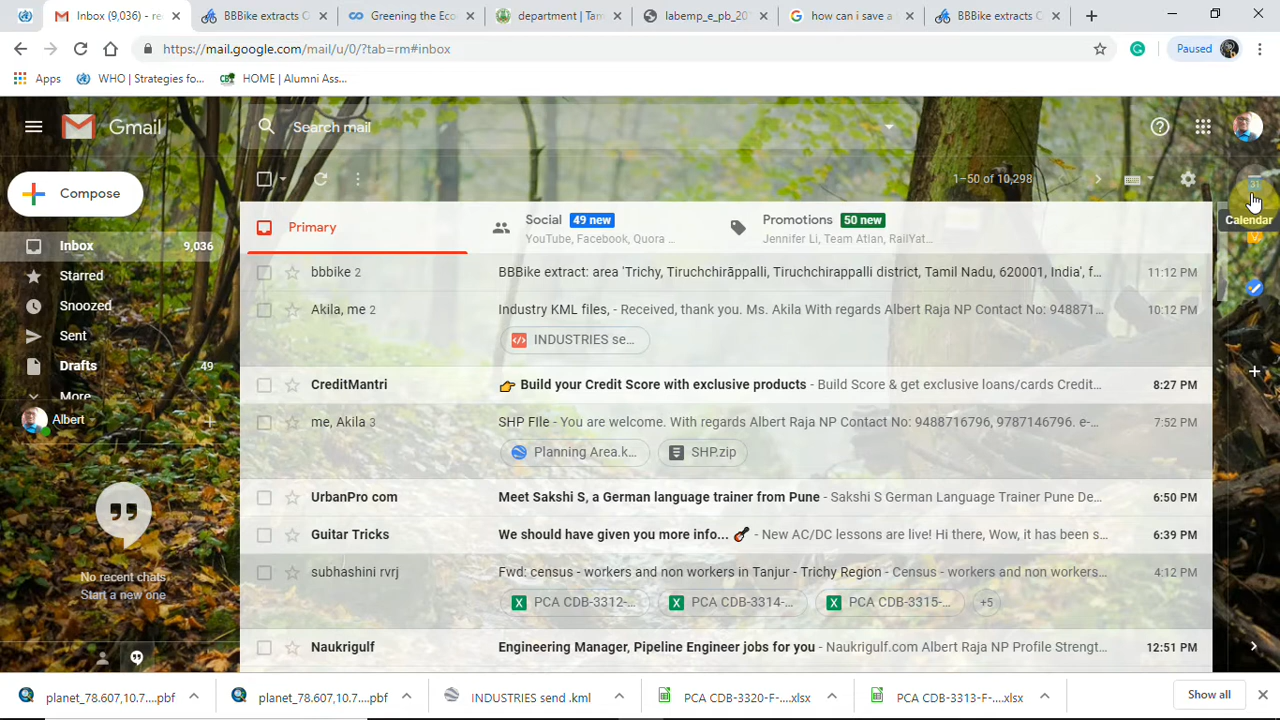 Inbox (9,036) - re
BBBike extracts O
Greening the Eco
department | Tam
labemp_e_pb_20
how can i save a
BBBike extracts O
https://mail.google.com/mail/u/0/?tab=rm#inbox
Paused
Apps
WHO | Strategies fo...
HOME | Alumni Ass...
Gmail
Search mail
Compose
1–50 of 10,298
31
Calendar
Primary
Social 49 new
YouTube, Facebook, Quora ...
Promotions 50 new
Jennifer Li, Team Atlan, RailYat...
Inbox 9,036
Starred
Snoozed
Sent
Drafts 49
More
Albert
No recent chats
Start a new one
bbbike 2 BBBike extract: area 'Trichy, Tiruchchirappalli, Tiruchchirappalli district, Tamil Nadu, 620001, India', f... 11:12 PM
Akila, me 2 Industry KML files, - Received, thank you. Ms. Akila With regards Albert Raja NP Contact No: 948871... 10:12 PM
INDUSTRIES se...
CreditMantri 👉 Build your Credit Score with exclusive products - Build Score & get exclusive loans/cards Credit... 8:27 PM
me, Akila 3 SHP FIle - You are welcome. With regards Albert Raja NP Contact No: 9488716796, 9787146796. e-... 7:52 PM
Planning Area.k... SHP.zip
UrbanPro com Meet Sakshi S, a German language trainer from Pune - Sakshi S German Language Trainer Pune De... 6:50 PM
Guitar Tricks We should have given you more info... 🎸 - New AC/DC lessons are live! Hi there, Wow, it has been s... 6:39 PM
subhashini rvrj Fwd: census - workers and non workers in Tanjur - Trichy Region - Census - workers and non workers... 4:12 PM
PCA CDB-3312-... PCA CDB-3314-... PCA CDB-3315-... +5
Naukrigulf Engineering Manager, Pipeline Engineer jobs for you - Naukrigulf.com Albert Raja NP Profile Strengt... 12:51 PM
planet_78.607,10.7....pbf
planet_78.607,10.7....pbf
INDUSTRIES send .kml
PCA CDB-3320-F-....xlsx
PCA CDB-3313-F-....xlsx
Show all